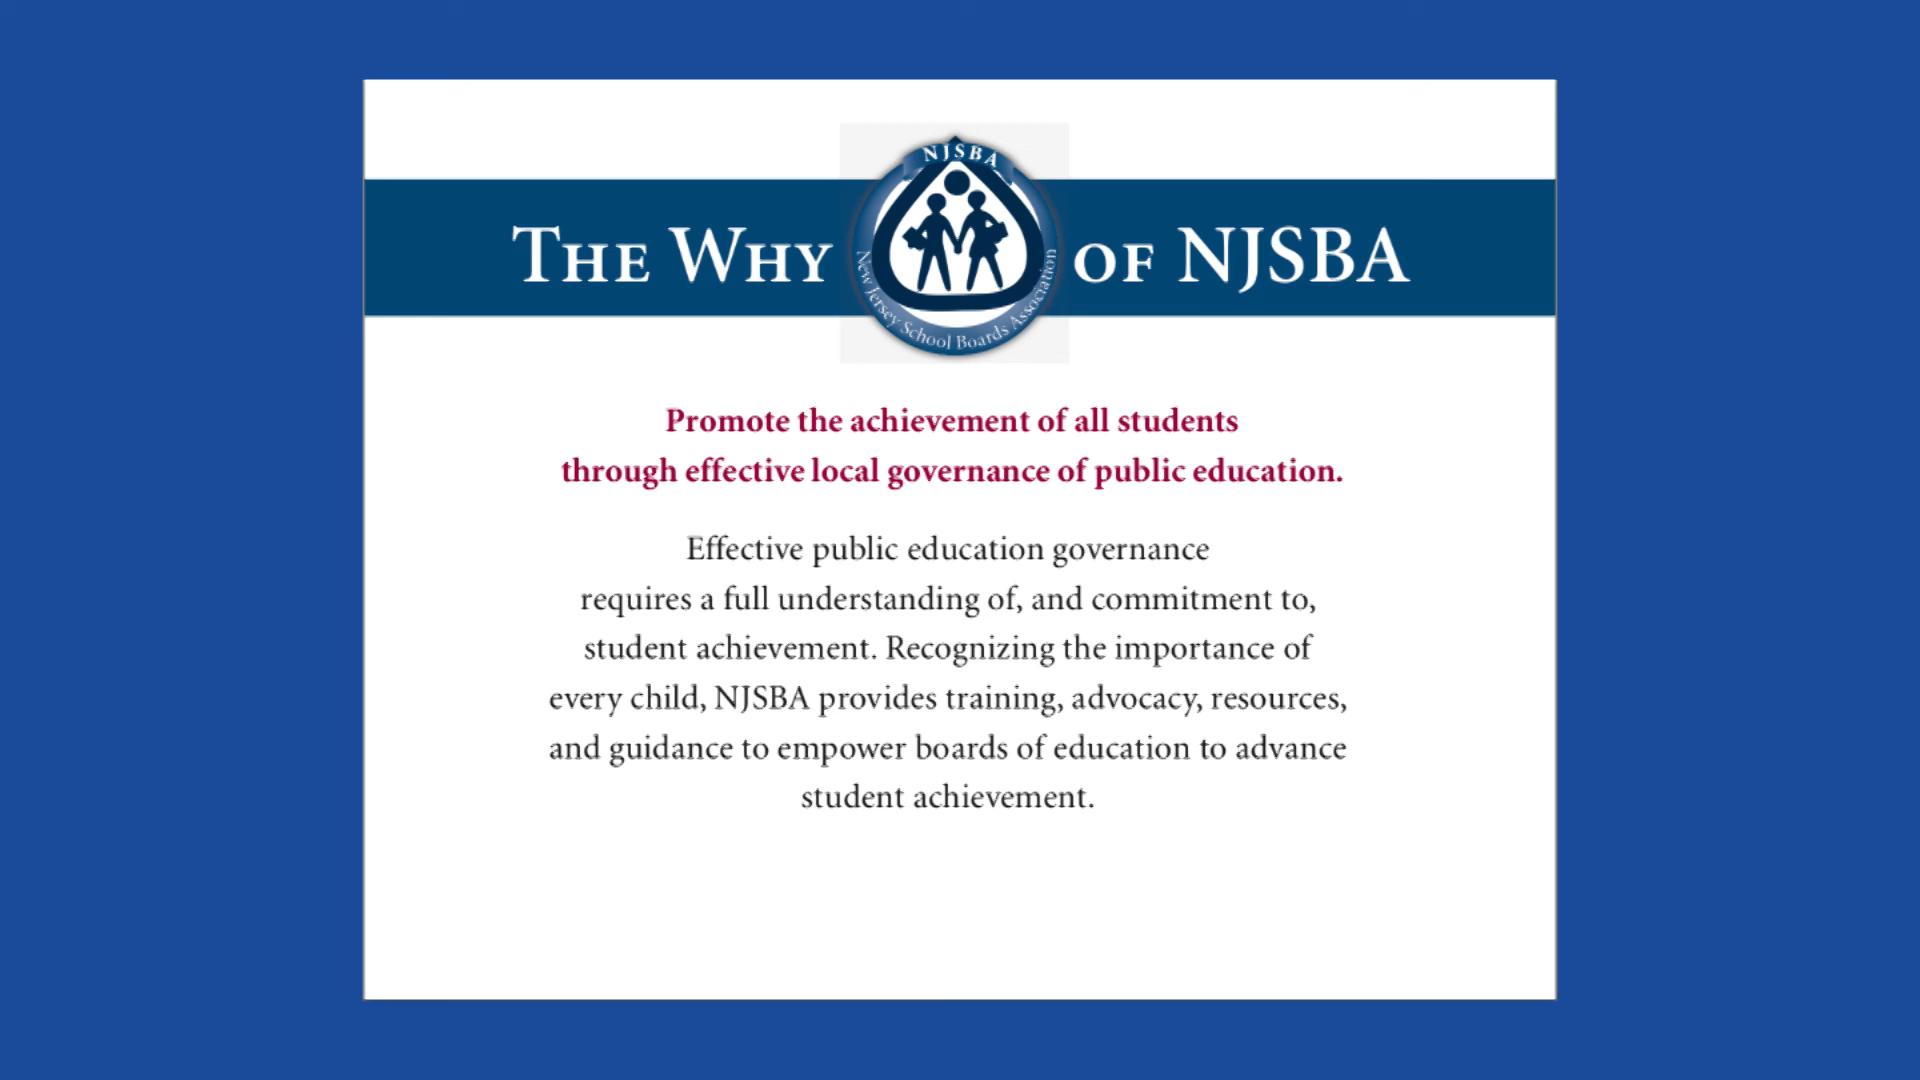 NJSBA
THE WHY OF NJSBA
New Jersey School Boards Association
Promote the achievement of all students
through effective local governance of public education.
Effective public education governance
requires a full understanding of, and commitment to,
student achievement. Recognizing the importance of
every child, NJSBA provides training, advocacy, resources,
and guidance to empower boards of education to advance
student achievement.